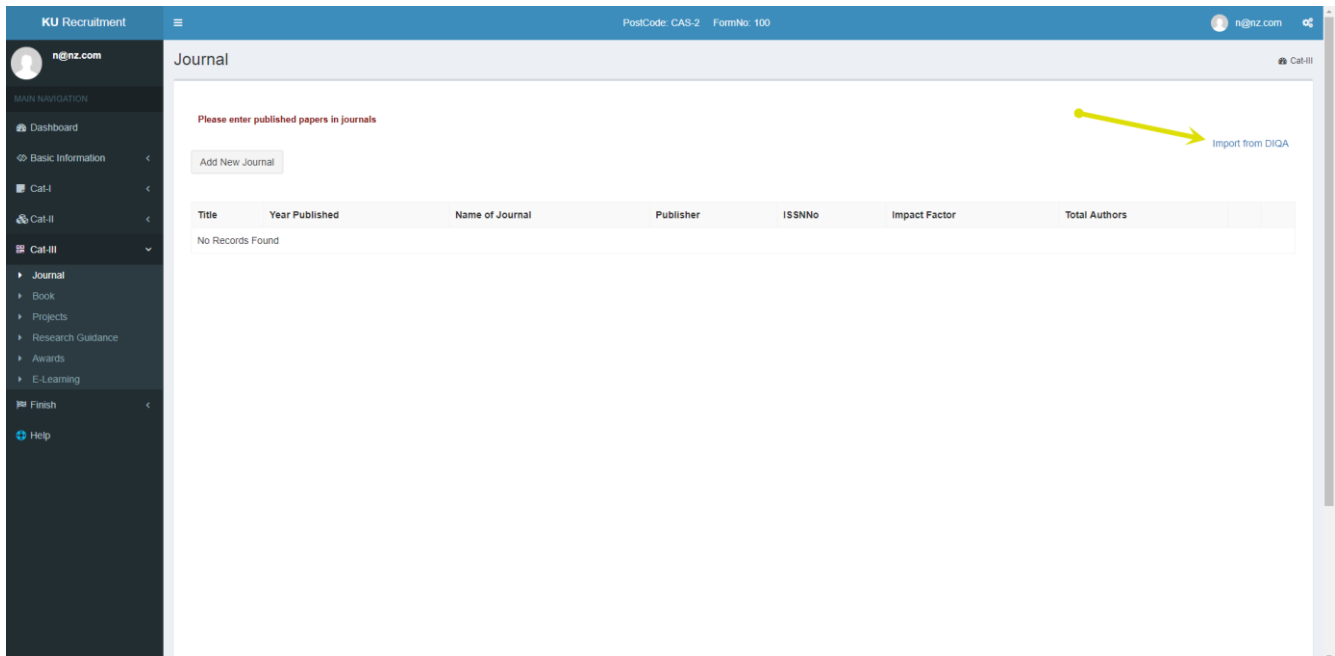 KU Recruitment
PostCode: CAS-2 FormNo: 100
n@nz.com
n@nz.com
MAIN NAVIGATION
Dashboard
Basic Information
Cat-I
Cat-II
Cat-III
Journal
Book
Projects
Research Guidance
Awards
E-Learning
Finish
Help
Journal
Cat-III
Please enter published papers in journals
Import from DIQA
Add New Journal
Title Year Published Name of Journal Publisher ISSNNo Impact Factor Total Authors
No Records Found